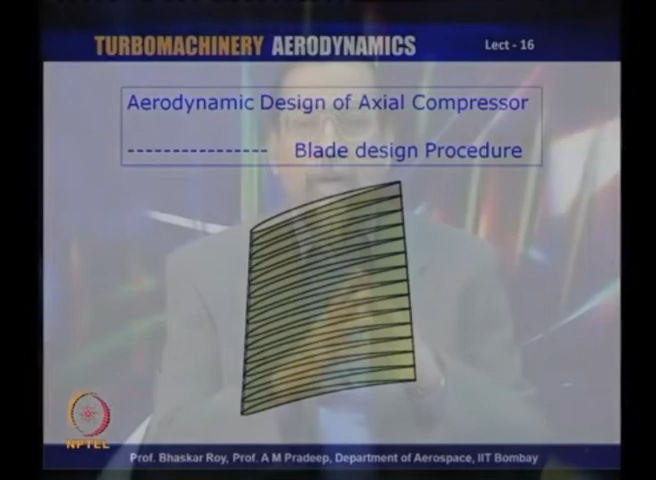 TURBOMACHINERY AERODYNAMICS
Lect - 16
Aerodynamic Design of Axial Compressor
---------------- Blade design Procedure
NPTEL
Prof. Bhaskar Roy, Prof. A M Pradeep, Department of Aerospace, IIT Bombay